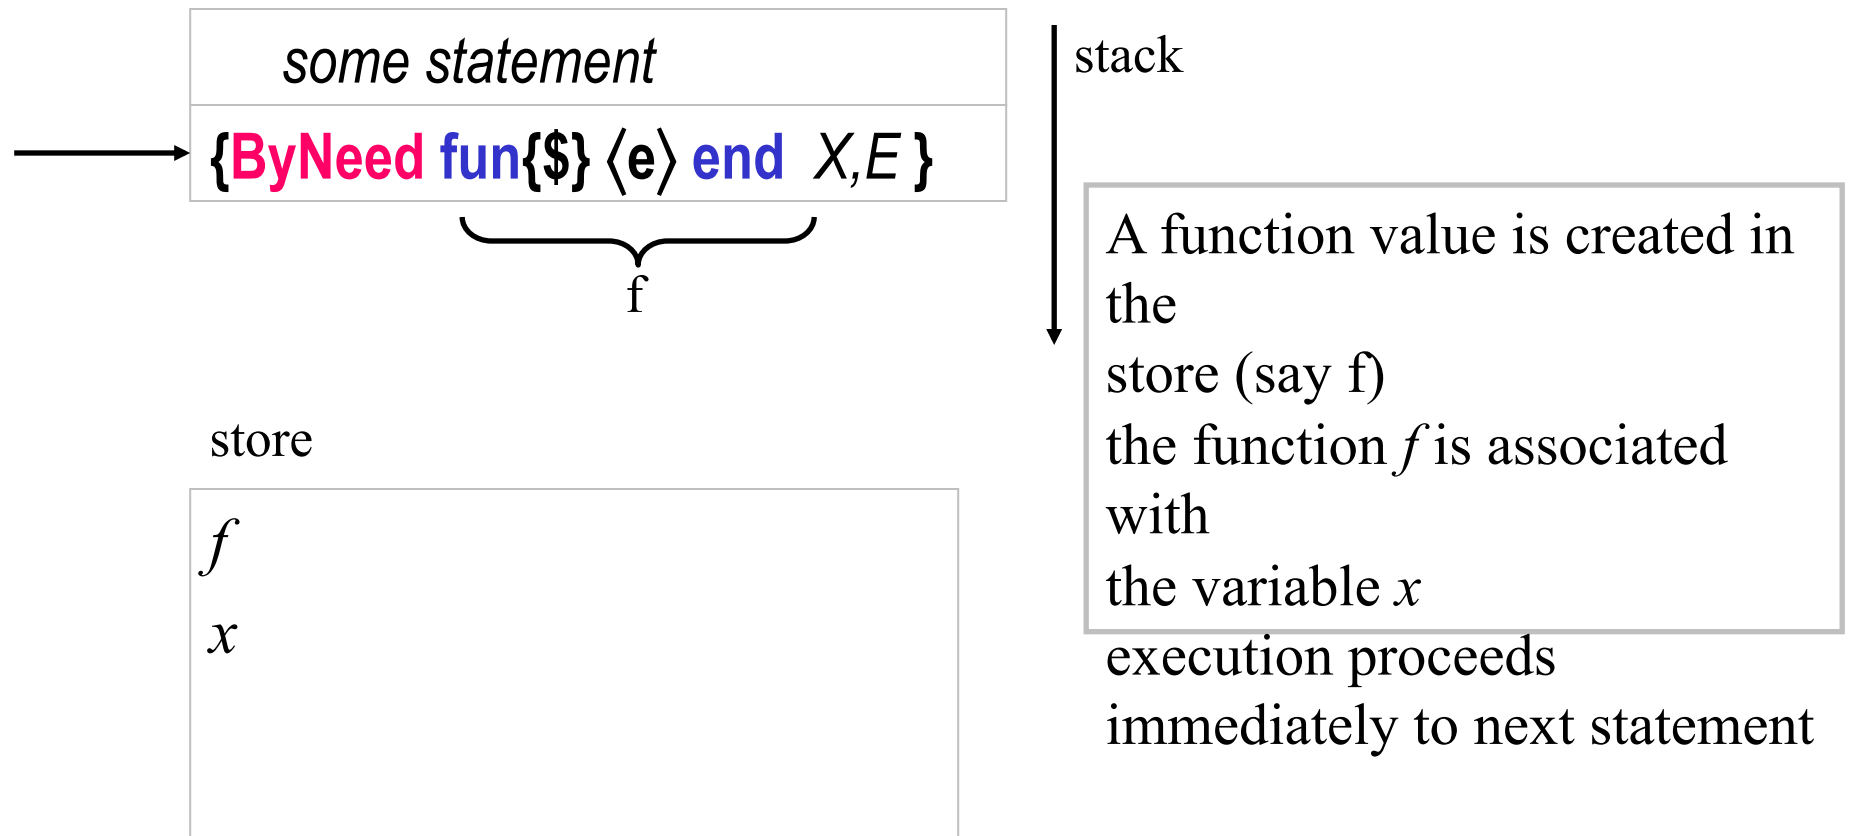 some statement
stack
{ByNeed fun{$} ⟨e⟩ end X,E }
f
A function value is created in
the
store (say f)
the function f is associated
with
the variable x
execution proceeds
immediately to next statement
store
f
x